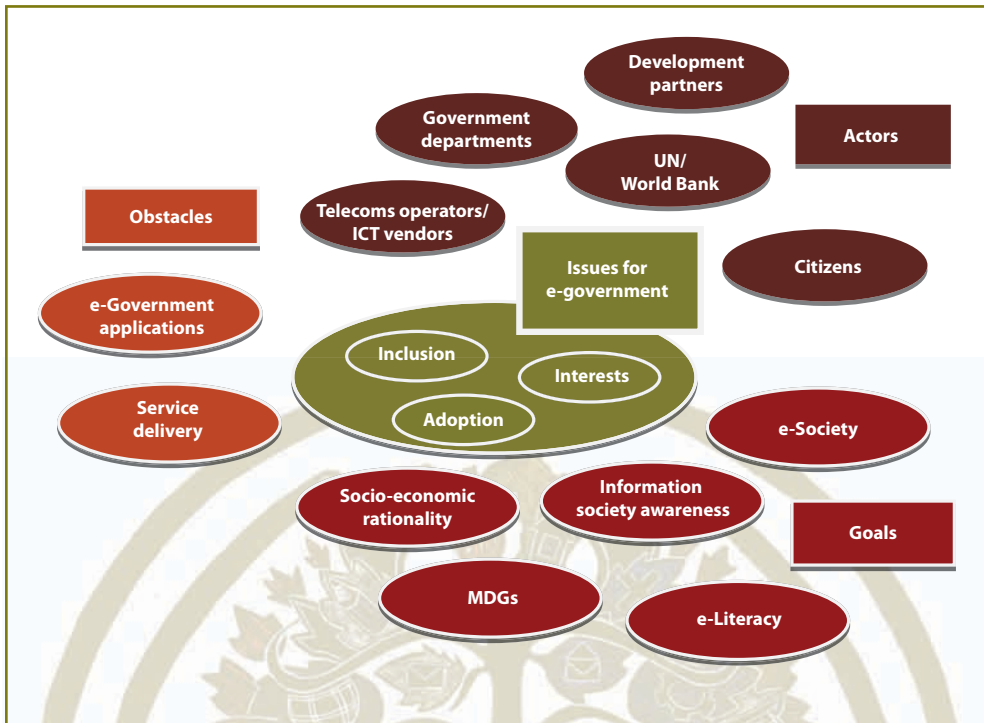 Development
partners
Government
departments
Actors
UN/
World Bank
Obstacles
Telecoms operators/
ICT vendors
Issues for
e-government
Citizens
e-Government
applications
Inclusion
Interests
Adoption
Service
delivery
e-Society
Socio-economic
rationality
Information
society awareness
Goals
MDGs
e-Literacy